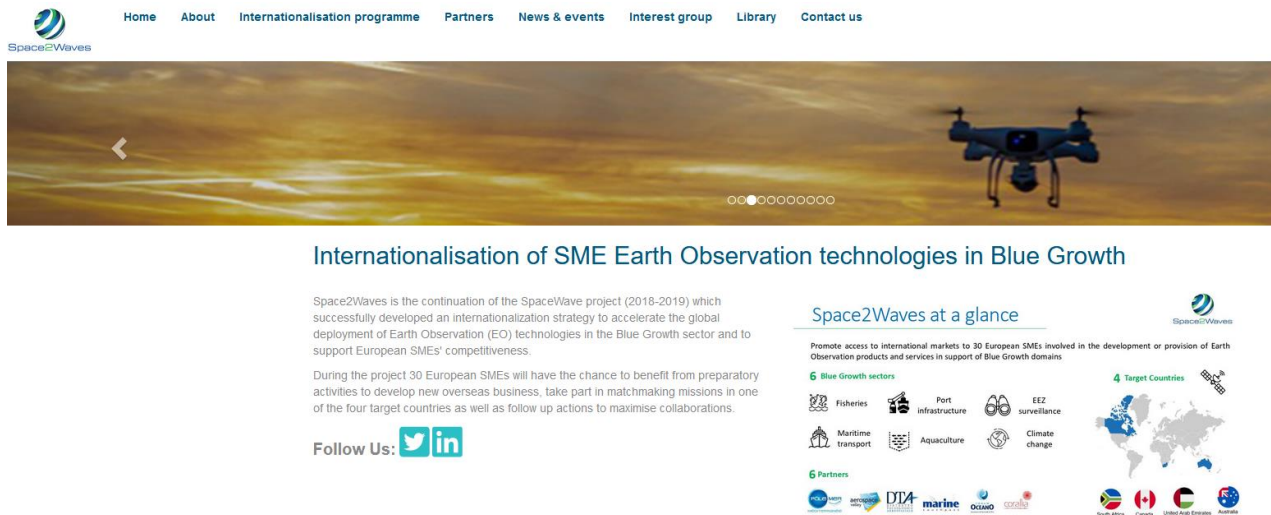 Home About Internationalisation programme Partners News & events Interest group Library Contact us
Space2Waves
Internationalisation of SME Earth Observation technologies in Blue Growth
Space2Waves is the continuation of the SpaceWave project (2018-2019) which
successfully developed an internationalization strategy to accelerate the global
deployment of Earth Observation (EO) technologies in the Blue Growth sector and to
support European SMEs' competitiveness.
During the project 30 European SMEs will have the chance to benefit from preparatory
activities to develop new overseas business, take part in matchmaking missions in one
of the four target countries as well as follow up actions to maximise collaborations.
Follow Us:
in
Space2Waves at a glance
Space2Waves
Promote access to international markets to 30 European SMEs involved in the development or provision of Earth
Observation products and services in support of Blue Growth domains
6 Blue Growth sectors
Fisheries
Port
infrastructure
EEZ
surveillance
Maritime
transport
Aquaculture
Climate
change
4 Target Countries
6 Partners
aerospace
valley
DTA
marine
OCEANO
corallia
South Africa Canada United Arab Emirates Australia